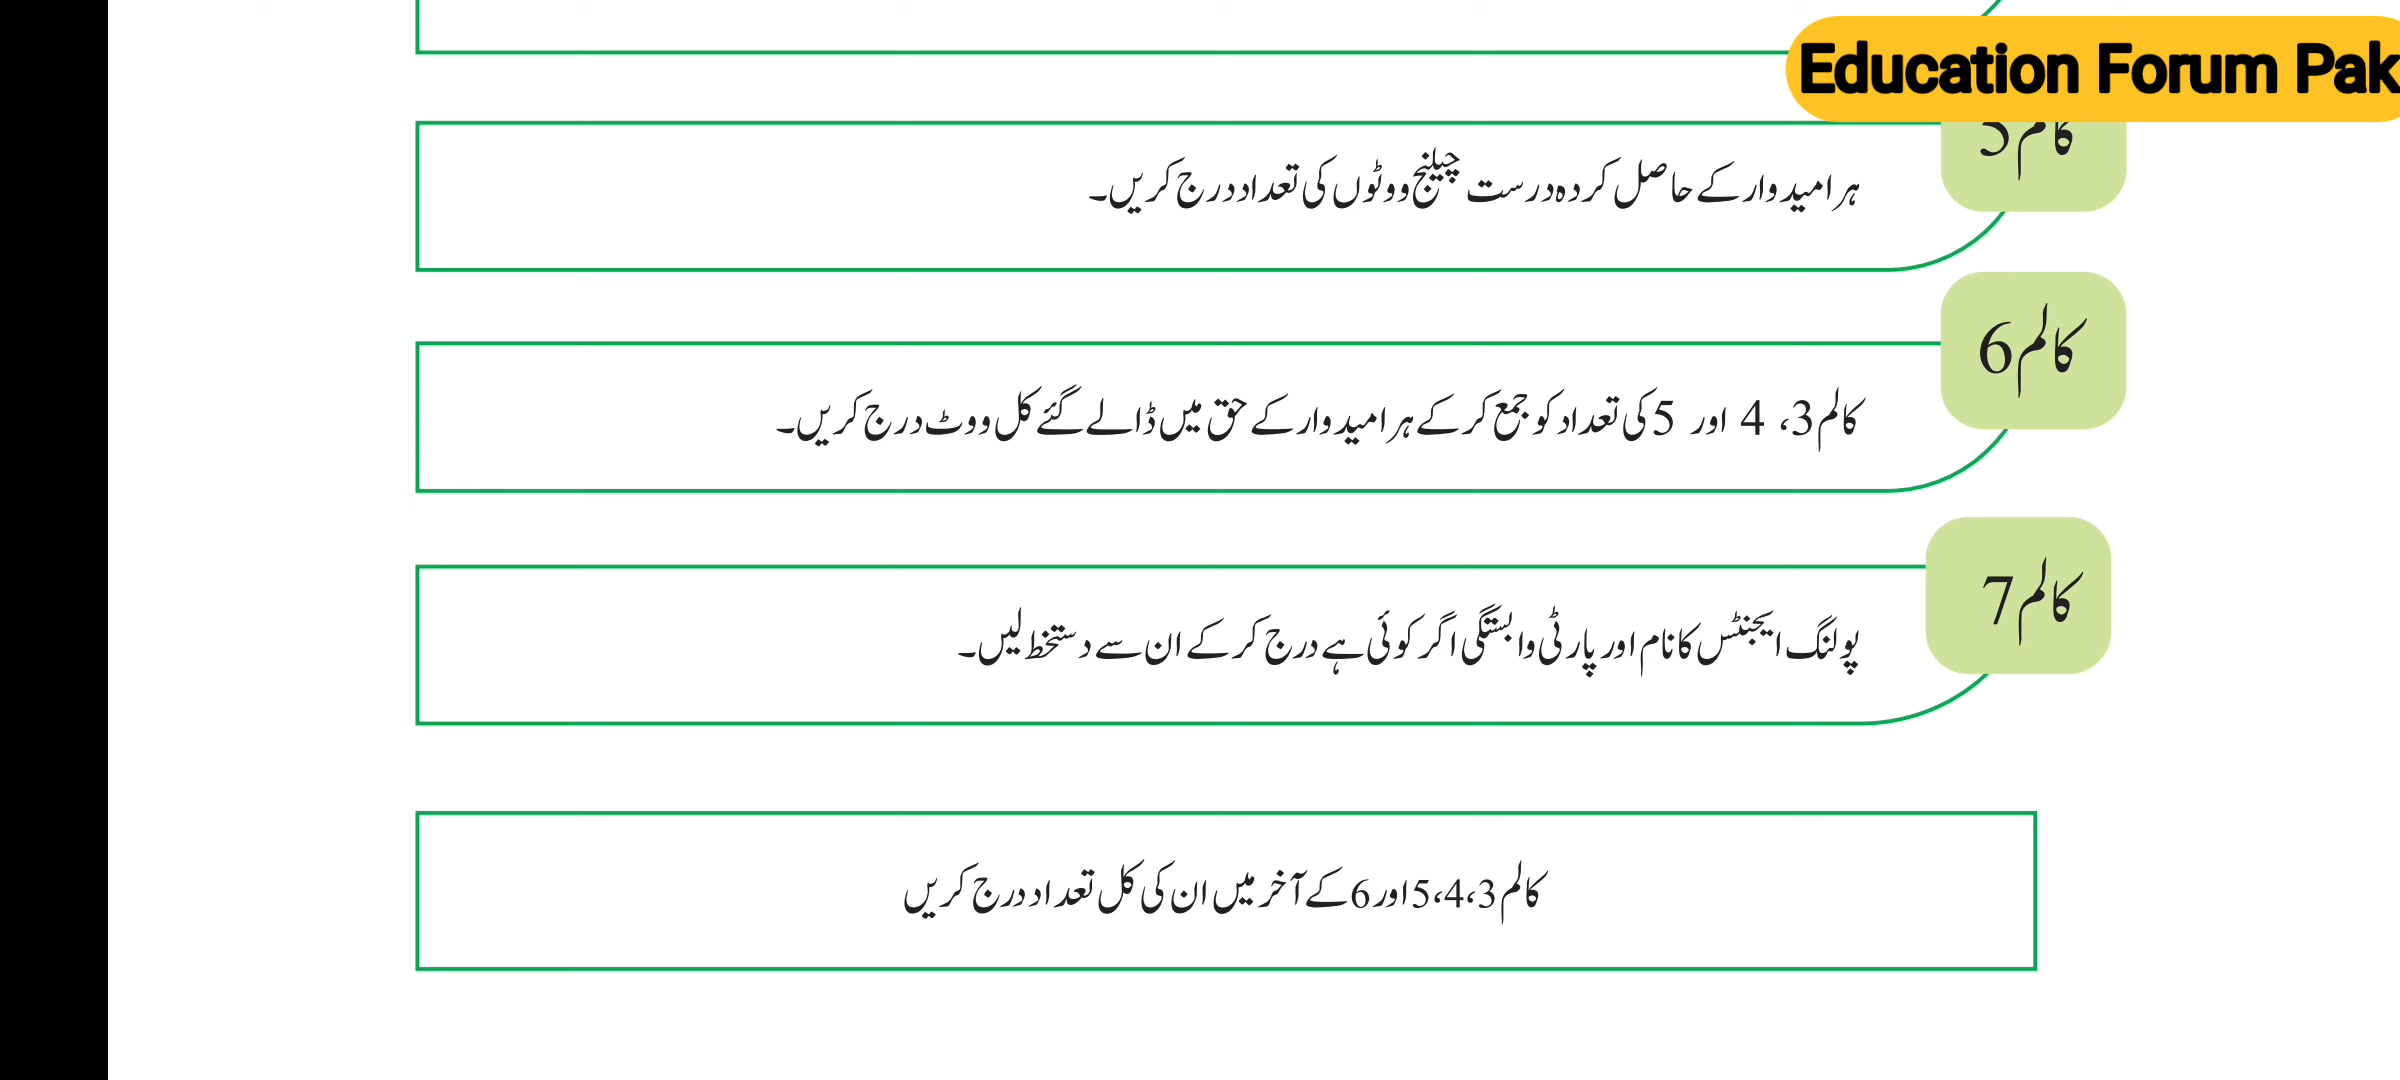 Education Forum Pak
کالم 5
ہر امیدوار کے حاصل کردہ درست چیلنج ووٹوں کی تعداد درج کریں۔
کالم 6
کالم 3، 4 اور 5 کی تعداد کو جمع کر کے ہر امیدوار کے حق میں ڈالے گئے کل ووٹ درج کریں۔
کالم 7
پولنگ ایجنٹس کا نام اور پارٹی وابستگی اگر کوئی ہے درج کر کے ان سے دستخط لیں۔
کالم 3،4،5 اور 6 کے آخر میں ان کی کل تعداد درج کریں